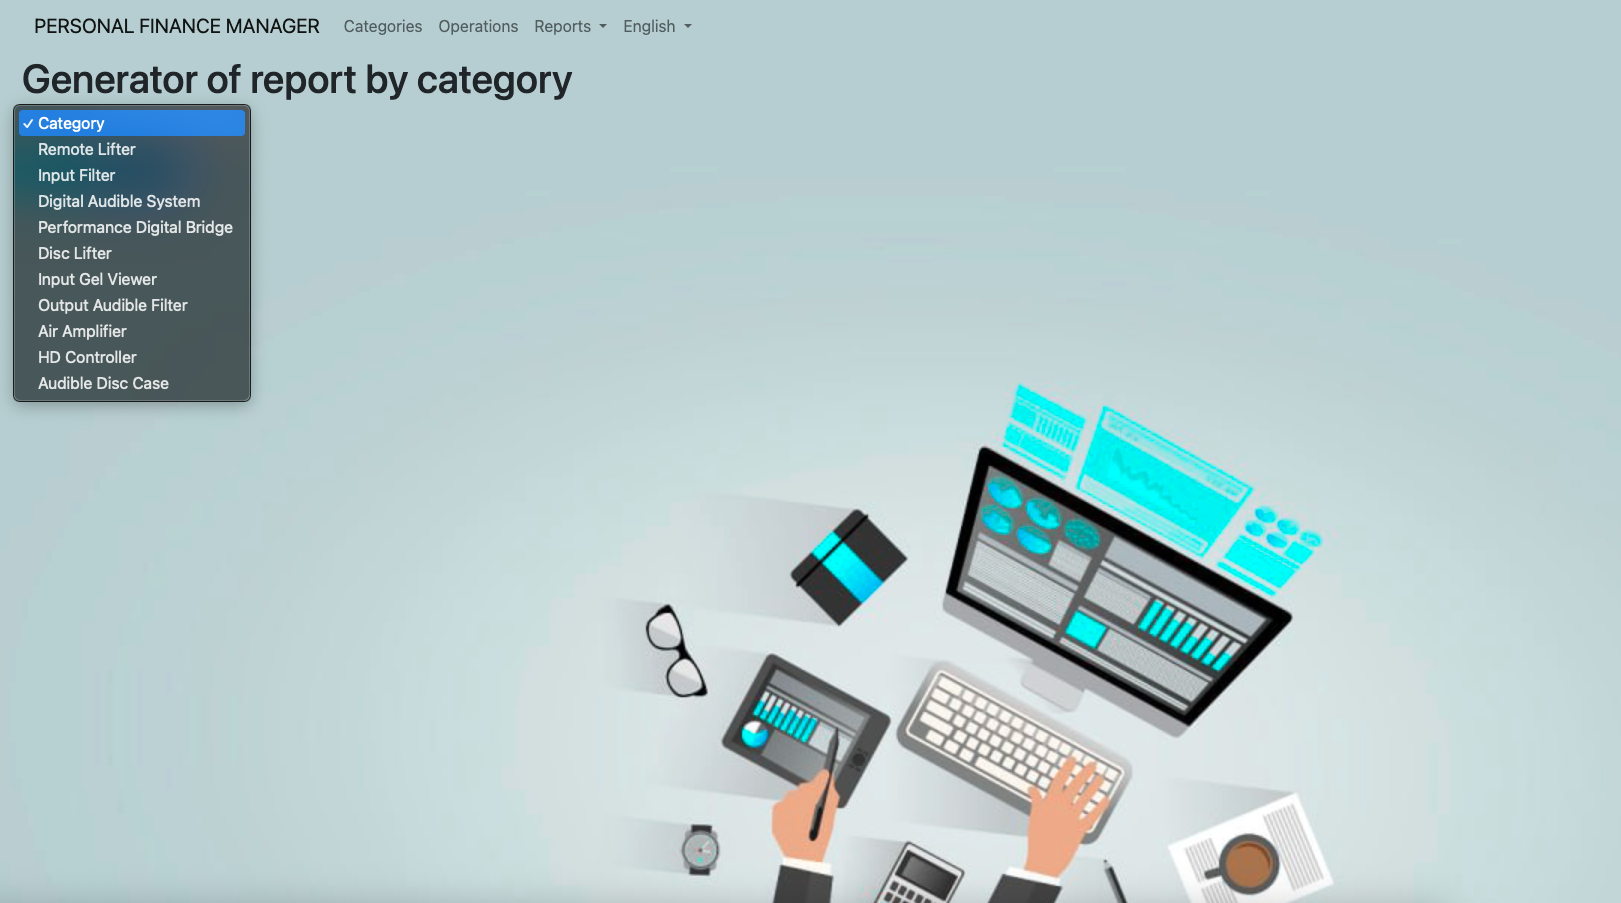 PERSONAL FINANCE MANAGER Categories Operations Reports English
Generator of report by category
✓ Category
Remote Lifter
Input Filter
Digital Audible System
Performance Digital Bridge
Disc Lifter
Input Gel Viewer
Output Audible Filter
Air Amplifier
HD Controller
Audible Disc Case